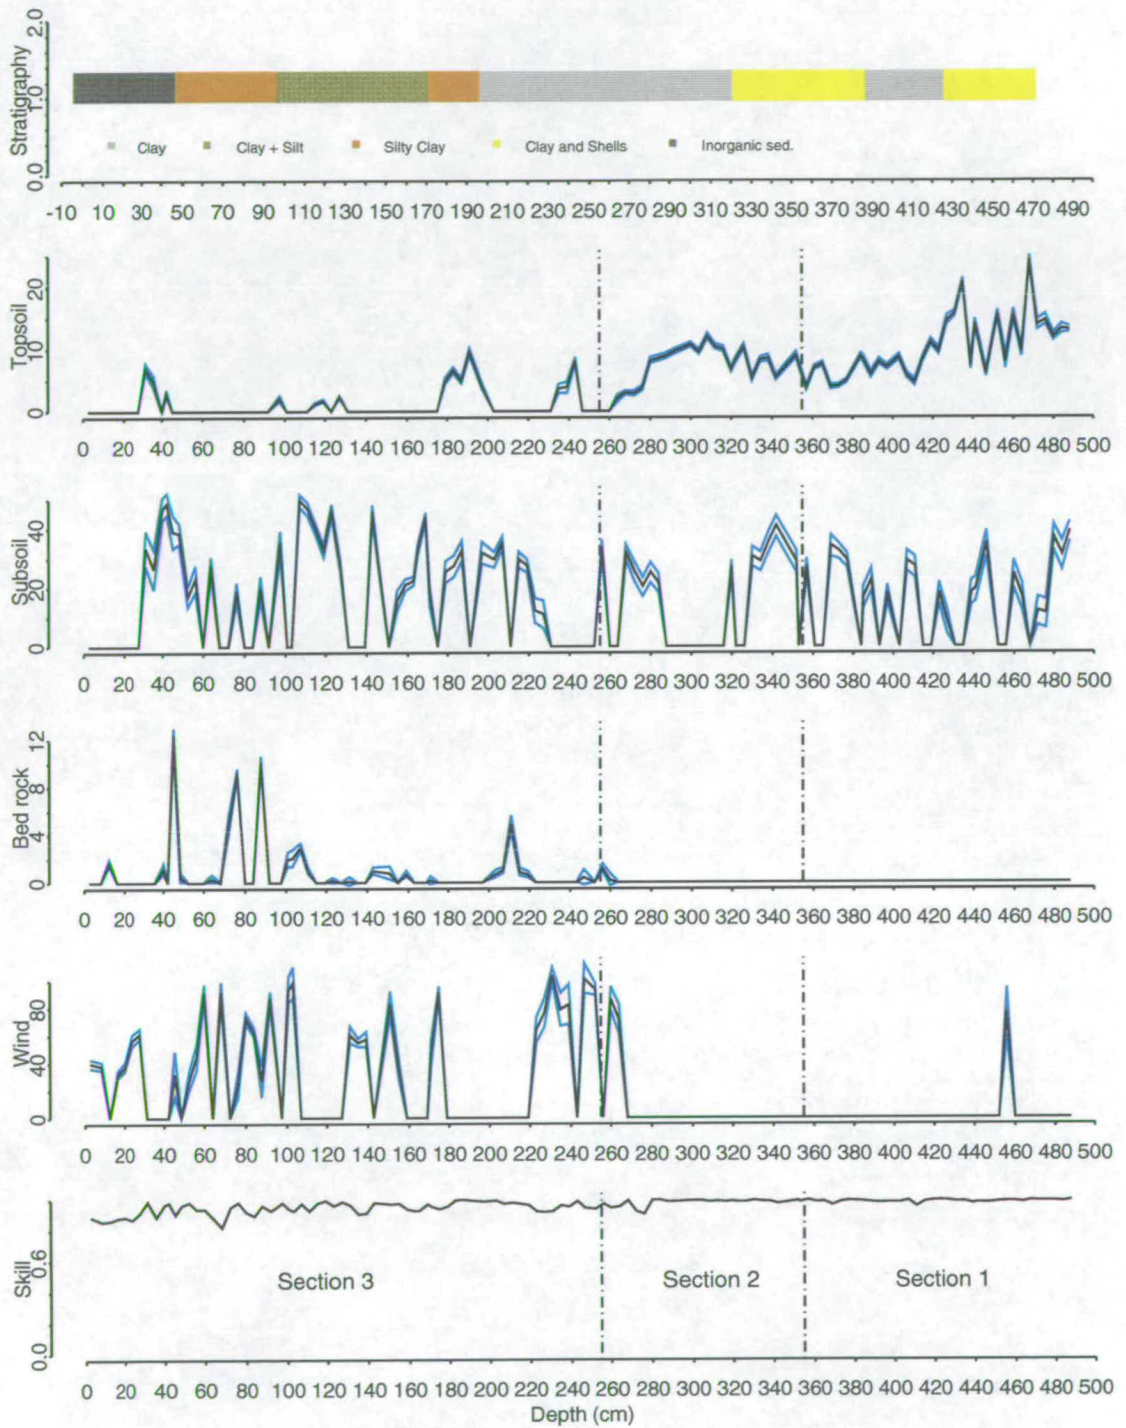 Stratigraphy
0.0 1.0 2.0
Clay Clay + Silt Silty Clay Clay and Shells Inorganic sed.
-10 10 30 50 70 90 110 130 150 170 190 210 230 250 270 290 310 330 350 370 390 410 430 450 470 490
Topsoil
0 10 20
0 20 40 60 80 100 120 140 160 180 200 220 240 260 280 300 320 340 360 380 400 420 440 460 480 500
Subsoil
0 20 40
0 20 40 60 80 100 120 140 160 180 200 220 240 260 280 300 320 340 360 380 400 420 440 460 480 500
Bed rock
0 4 8 12
0 20 40 60 80 100 120 140 160 180 200 220 240 260 280 300 320 340 360 380 400 420 440 460 480 500
Wind
0 40 80
0 20 40 60 80 100 120 140 160 180 200 220 240 260 280 300 320 340 360 380 400 420 440 460 480 500
Skill
0.0 0.6
Section 3 Section 2 Section 1
0 20 40 60 80 100 120 140 160 180 200 220 240 260 280 300 320 340 360 380 400 420 440 460 480 500
Depth (cm)